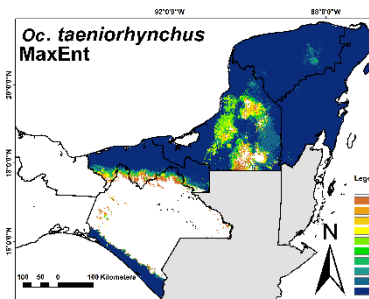 92°0'0"W 88°0'0"W
Oc. taeniorhynchus
MaxEnt
20°0'0"N
18°0'0"N
16°0'0"N
Lege
N
100 50 0 100 Kilometers